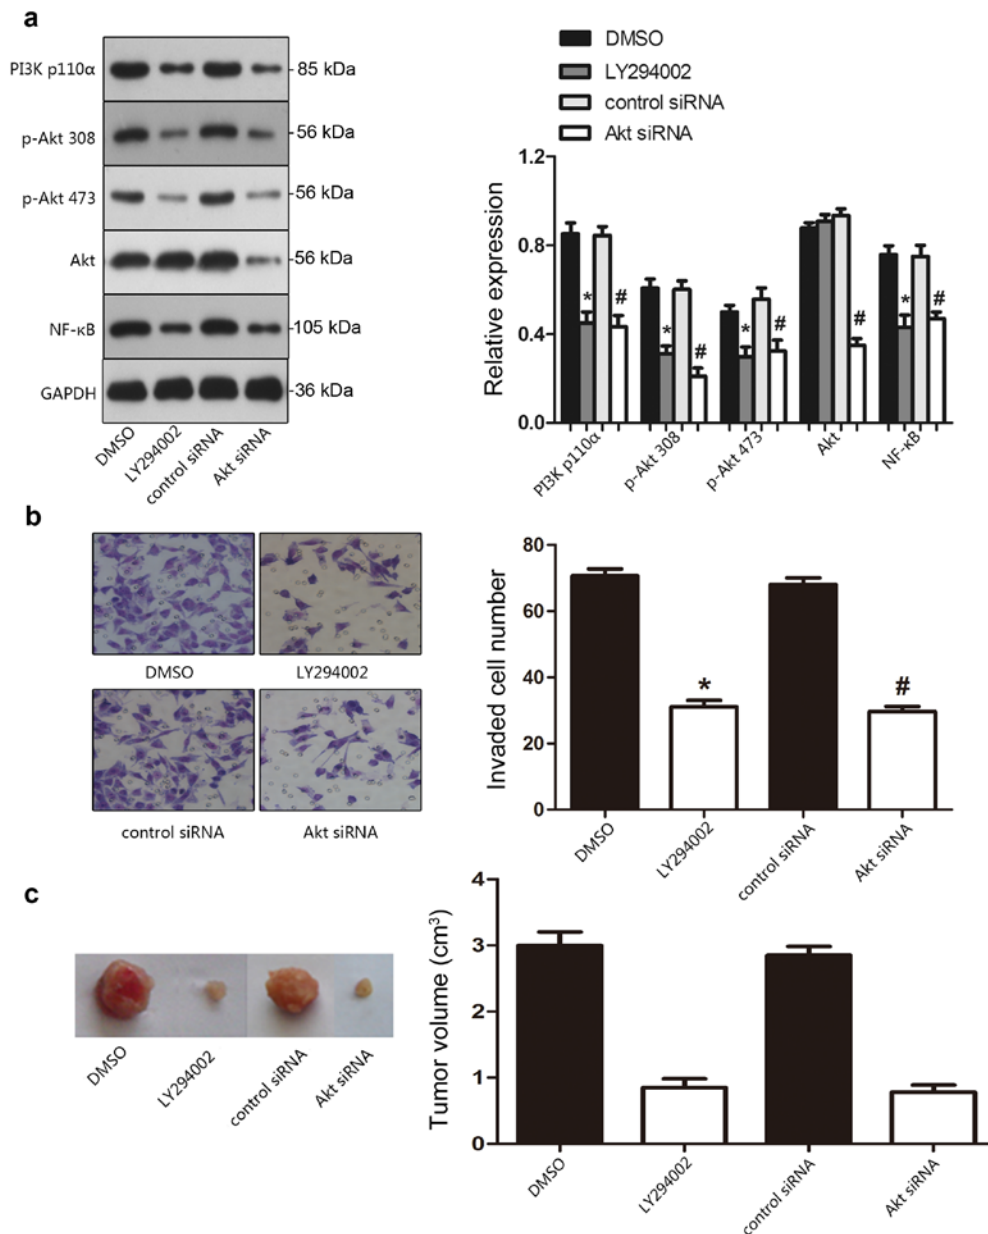 a
PI3K p110α
85 kDa
p-Akt 308
56 kDa
p-Akt 473
56 kDa
Akt
56 kDa
NF-κB
105 kDa
GAPDH
36 kDa
DMSO
LY294002
control siRNA
Akt siRNA
DMSO
LY294002
control siRNA
Akt siRNA
Relative expression
1.2
0.8
0.4
0.0
* #
* #
* #
#
* #
PI3K p110α
p-Akt 308
p-Akt 473
Akt
NF-κB
b
DMSO
LY294002
control siRNA
Akt siRNA
Invaded cell number
80
60
40
20
0
*
#
DMSO
LY294002
control siRNA
Akt siRNA
c
DMSO
LY294002
control siRNA
Akt siRNA
Tumor volume (cm³)
4
3
2
1
0
DMSO
LY294002
control siRNA
Akt siRNA